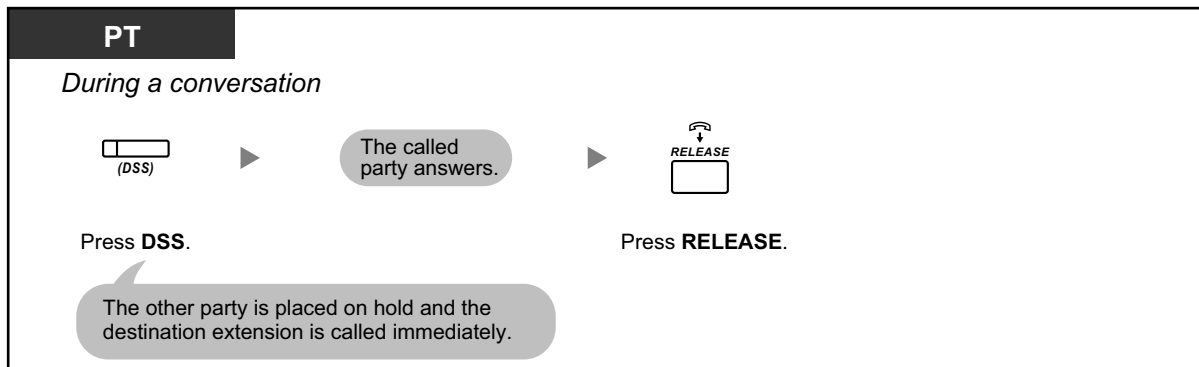 PT
During a conversation
(DSS)
The called
party answers.
RELEASE
Press DSS.
Press RELEASE.
The other party is placed on hold and the
destination extension is called immediately.